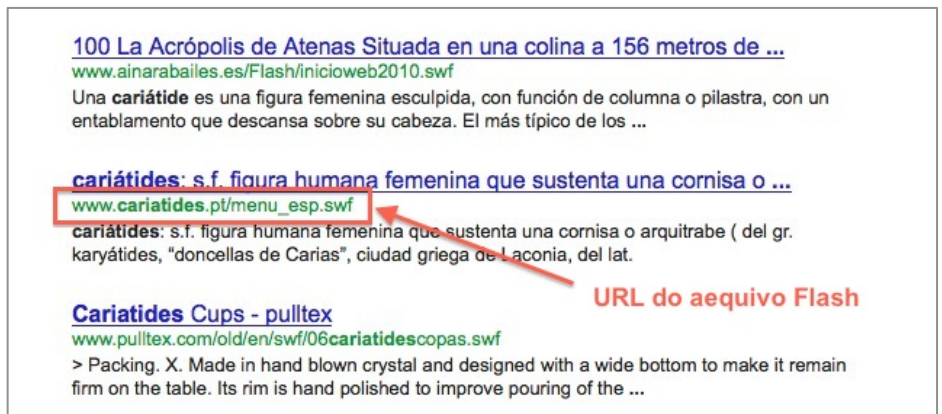 100 La Acrópolis de Atenas Situada en una colina a 156 metros de ...
www.ainarabailes.es/Flash/inicioweb2010.swf
Una cariátide es una figura femenina esculpida, con función de columna o pilastra, con un
entablamento que descansa sobre su cabeza. El más típico de los ...
cariátides: s.f. figura humana femenina que sustenta una cornisa o ...
www.cariatides.pt/menu_esp.swf
cariátides: s.f. figura humana femenina que sustenta una cornisa o arquitrabe ( del gr.
karyátides, “doncellas de Carias”, ciudad griega de Laconia, del lat.
URL do aequivo Flash
Cariatides Cups - pulltex
www.pulltex.com/old/en/swf/06cariatidescopas.swf
> Packing. X. Made in hand blown crystal and designed with a wide bottom to make it remain
firm on the table. Its rim is hand polished to improve pouring of the ...